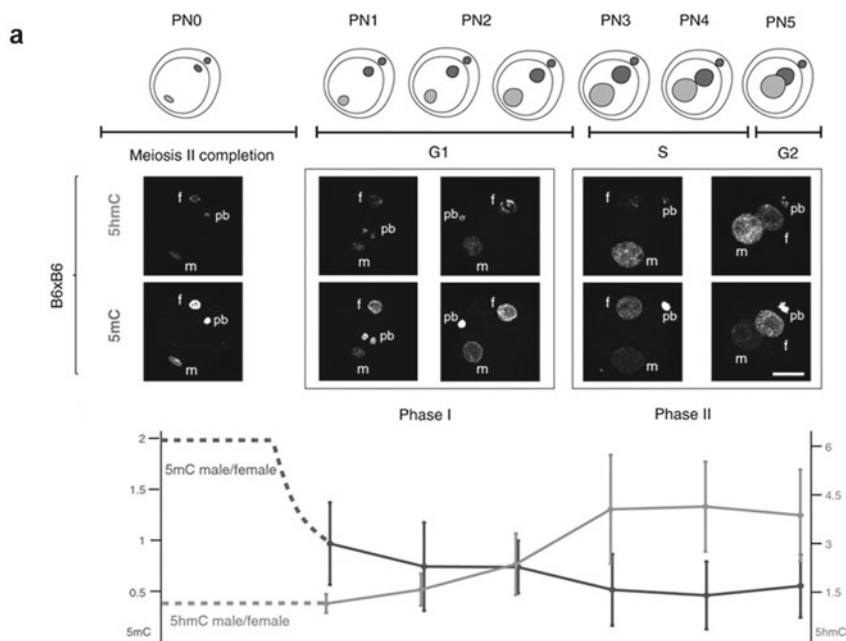 a
PN0 PN1 PN2 PN3 PN4 PN5
Meiosis II completion G1 S G2
B6xB6
5hmC
f pb m
f pb m
pb f m
f pb m
pb m f
5mC
f pb m
f pb m
f pb m
f pb m
pb m f
Phase I Phase II
2
5mC male/female
1
0.5
5hmC male/female
5mC
6
4.5
3
1.5
5hmC